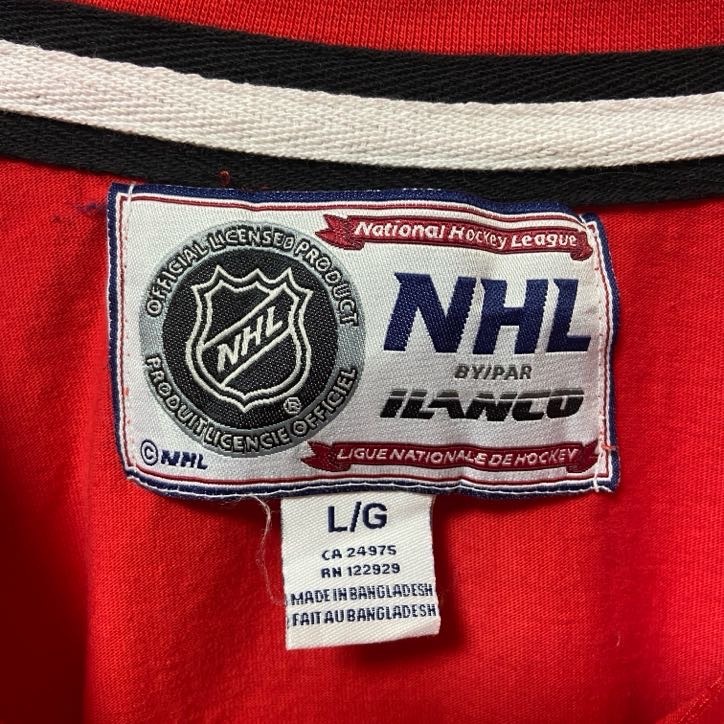 OFFICIAL LICENSED PRODUCT
NHL
®
PRODUIT LICENCIE OFFICIEL
© NHL
National Hockey League
NHL
BY/PAR
ILANCO
LIGUE NATIONALE DE HOCKEY
L/G
CA 24975
RN 122929
MADE IN BANGLADESH
FAIT AU BANGLADESH